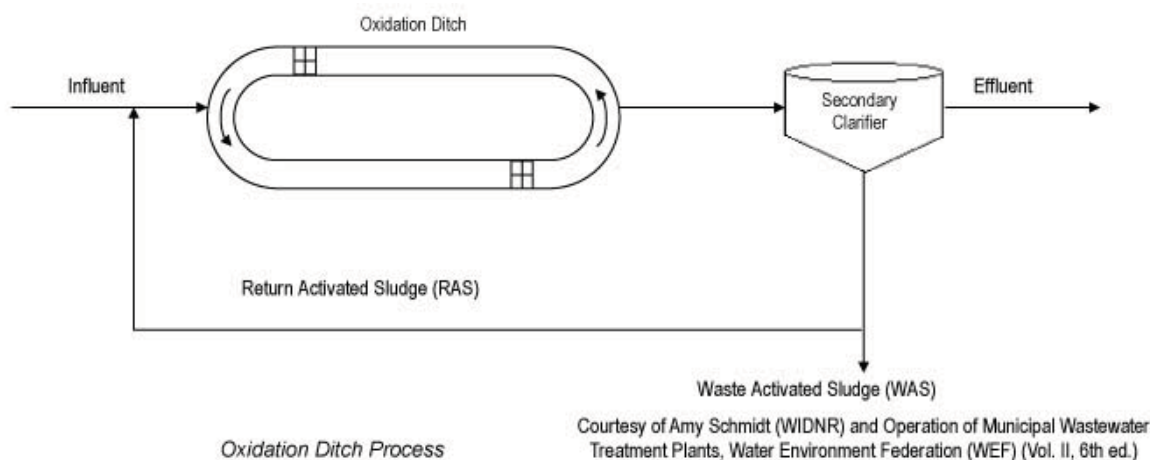 Oxidation Ditch
Influent
Secondary
Clarifier
Effluent
Return Activated Sludge (RAS)
Waste Activated Sludge (WAS)
Courtesy of Amy Schmidt (WIDNR) and Operation of Municipal Wastewater
Treatment Plants, Water Environment Federation (WEF) (Vol. II, 6th ed.)
Oxidation Ditch Process